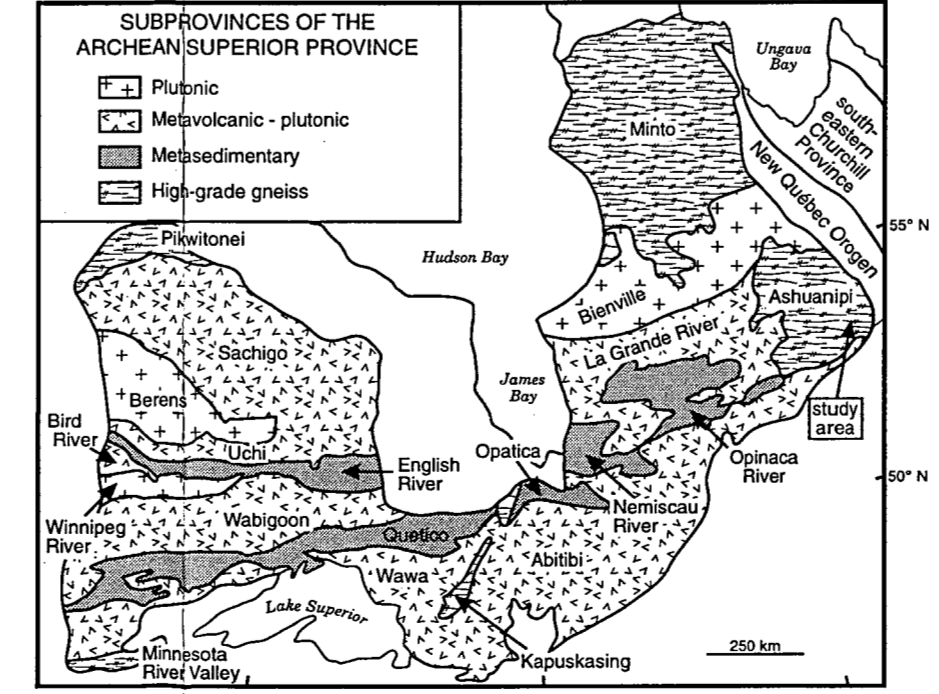 SUBPROVINCES OF THE
ARCHEAN SUPERIOR PROVINCE
Plutonic
Metavolcanic - plutonic
Metasedimentary
High-grade gneiss
Ungava
Bay
south-
eastern
Churchill
Province
New Québec Orogen
Minto
55° N
Pikwitonei
Hudson Bay
Bienville
Ashuanipi
La Grande River
Sachigo
James
Bay
Berens
study
area
Bird
River
Uchi
English
River
Opatica
Opinaca
River
50° N
Winnipeg
River
Wabigoon
Nemiscau
River
Quetico
Abitibi
Wawa
Lake Superior
Minnesota
River Valley
Kapuskasing
250 km